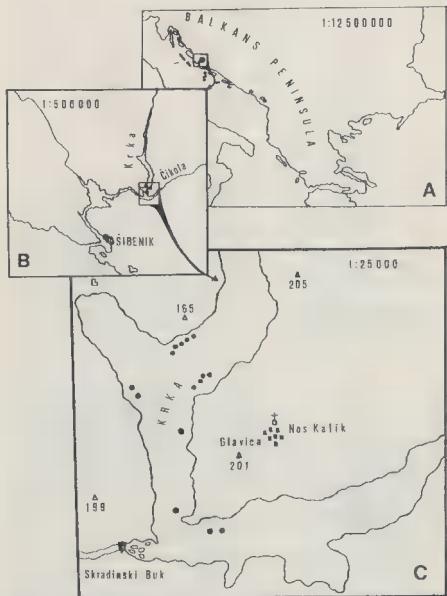 1:12500000
BALKANS PENINSULA
A
1:500000
Krka
Čikola
ŠIBENIK
B
1:25000
205
165
KRKA
Glavica
Nos Kalik
201
199
Skradinski Buk
C